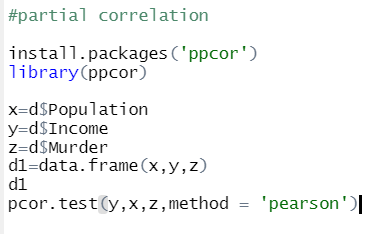 #partial correlation
install.packages('ppcor')
library(ppcor)
x=d$Population
y=d$Income
z=d$Murder
d1=data.frame(x,y,z)
d1
pcor.test(y,x,z,method = 'pearson')